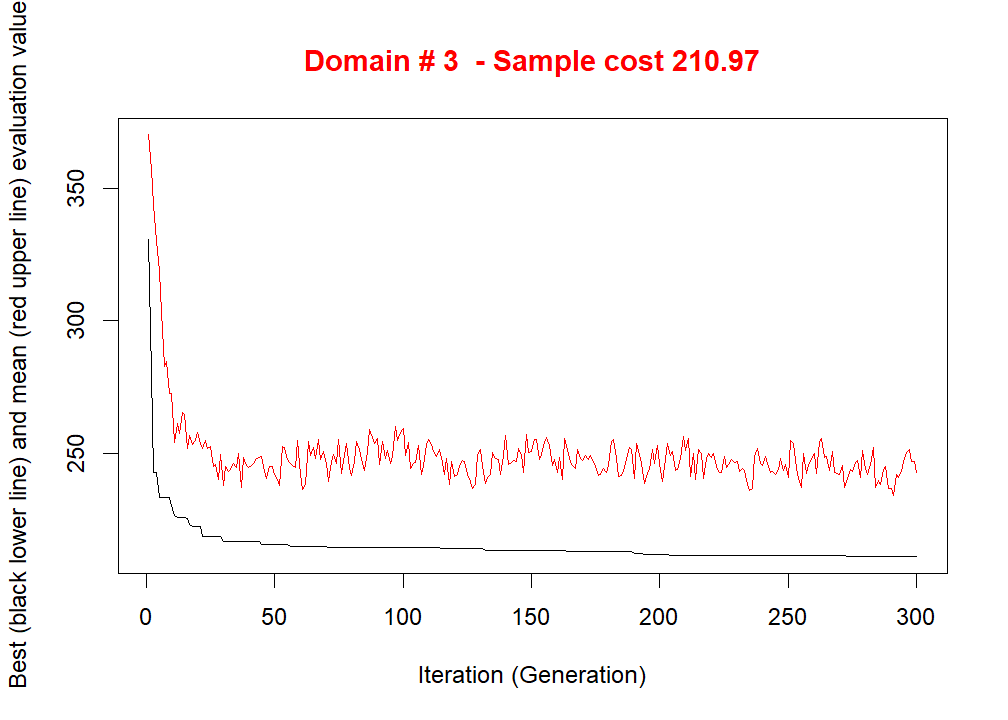 Domain # 3  - Sample cost 210.97
Best (black lower line) and mean (red upper line) evaluation value
350
300
250
0 50 100 150 200 250 300
Iteration (Generation)